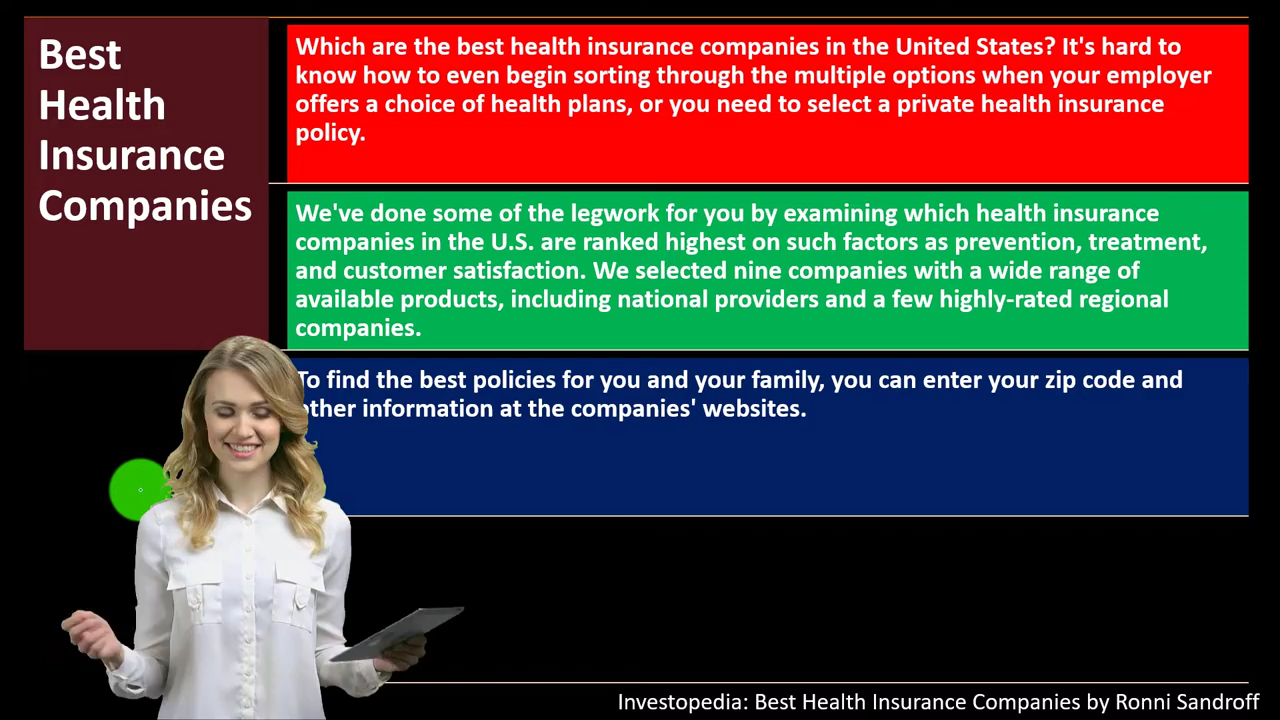 Best
Health
Insurance
Companies
Which are the best health insurance companies in the United States? It's hard to
know how to even begin sorting through the multiple options when your employer
offers a choice of health plans, or you need to select a private health insurance
policy.
We've done some of the legwork for you by examining which health insurance
companies in the U.S. are ranked highest on such factors as prevention, treatment,
and customer satisfaction. We selected nine companies with a wide range of
available products, including national providers and a few highly-rated regional
companies.
To find the best policies for you and your family, you can enter your zip code and
other information at the companies' websites.
Investopedia: Best Health Insurance Companies by Ronni Sandroff